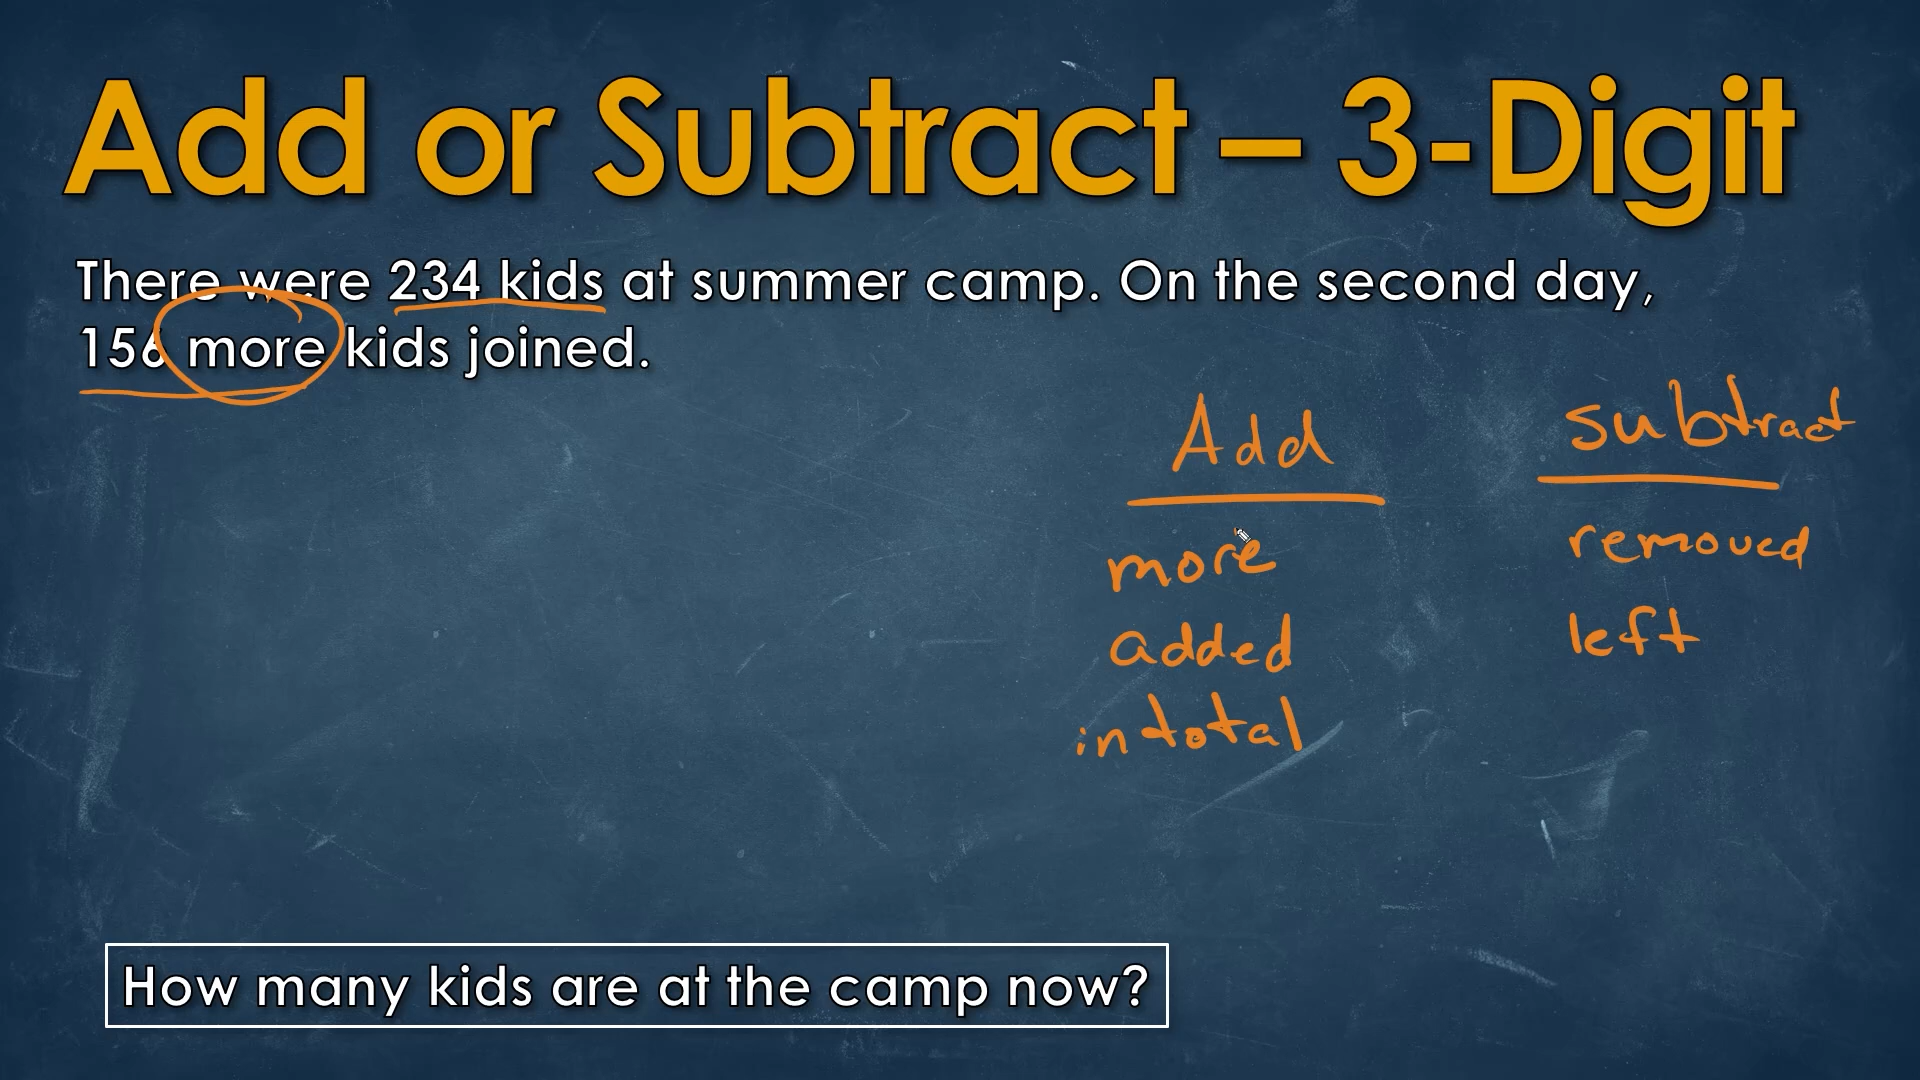 Add or Subtract – 3-Digit
There were 234 kids at summer camp. On the second day,
156 more kids joined.
Add
subtract
more
removed
added
left
in total
How many kids are at the camp now?